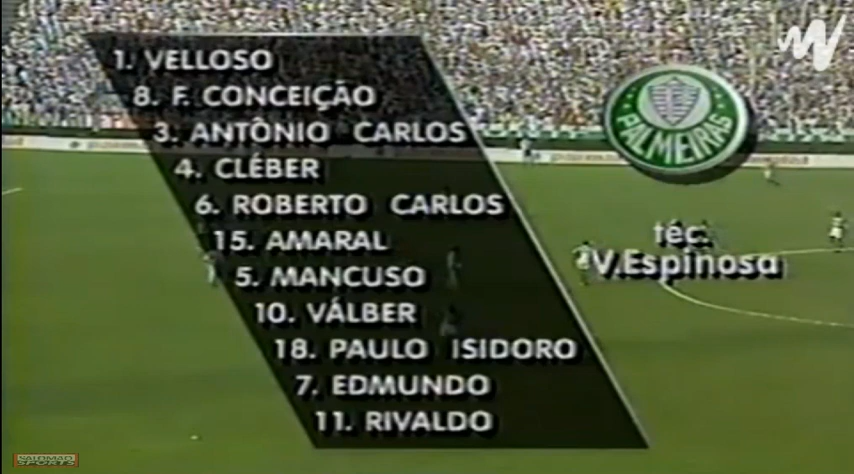 1. VELLOSO
8. F. CONCEIÇÃO
3. ANTÔNIO CARLOS
4. CLÉBER
6. ROBERTO CARLOS
15. AMARAL
5. MANCUSO
10. VÁLBER
18. PAULO ISIDORO
7. EDMUNDO
11. RIVALDO
PALMEIRAS
téc.
V.Espinosa
SPORTS